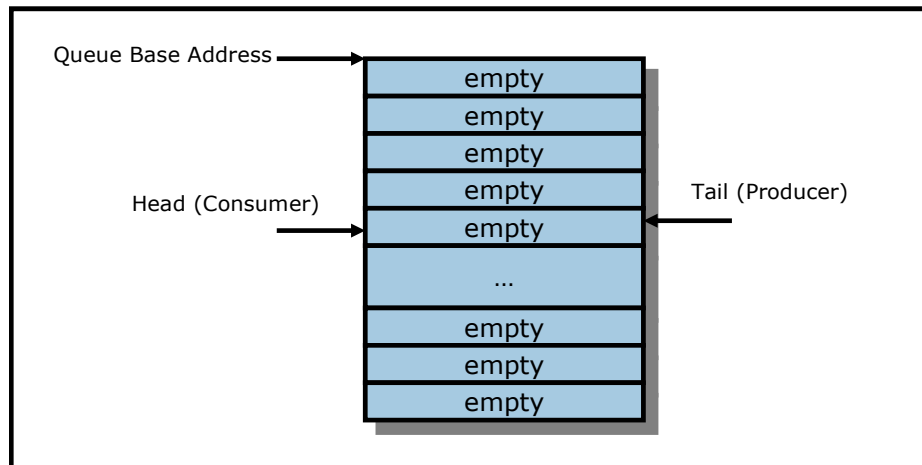 Queue Base Address
empty
empty
empty
empty
Head (Consumer)
Tail (Producer)
empty
…
empty
empty
empty